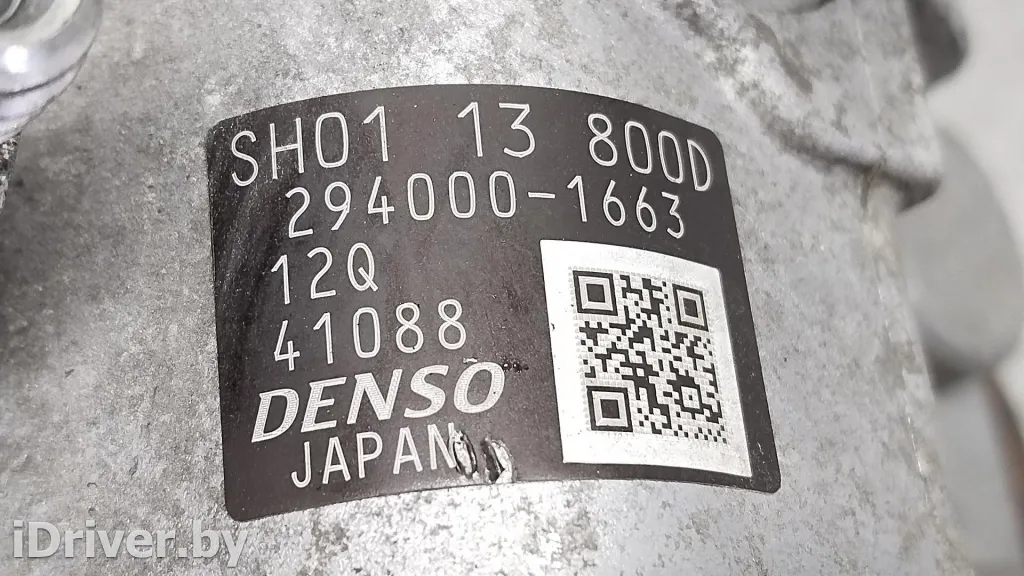 SH01 13 800D
294000-1663
12Q
41088
DENSO
JAPAN
iDriver.by